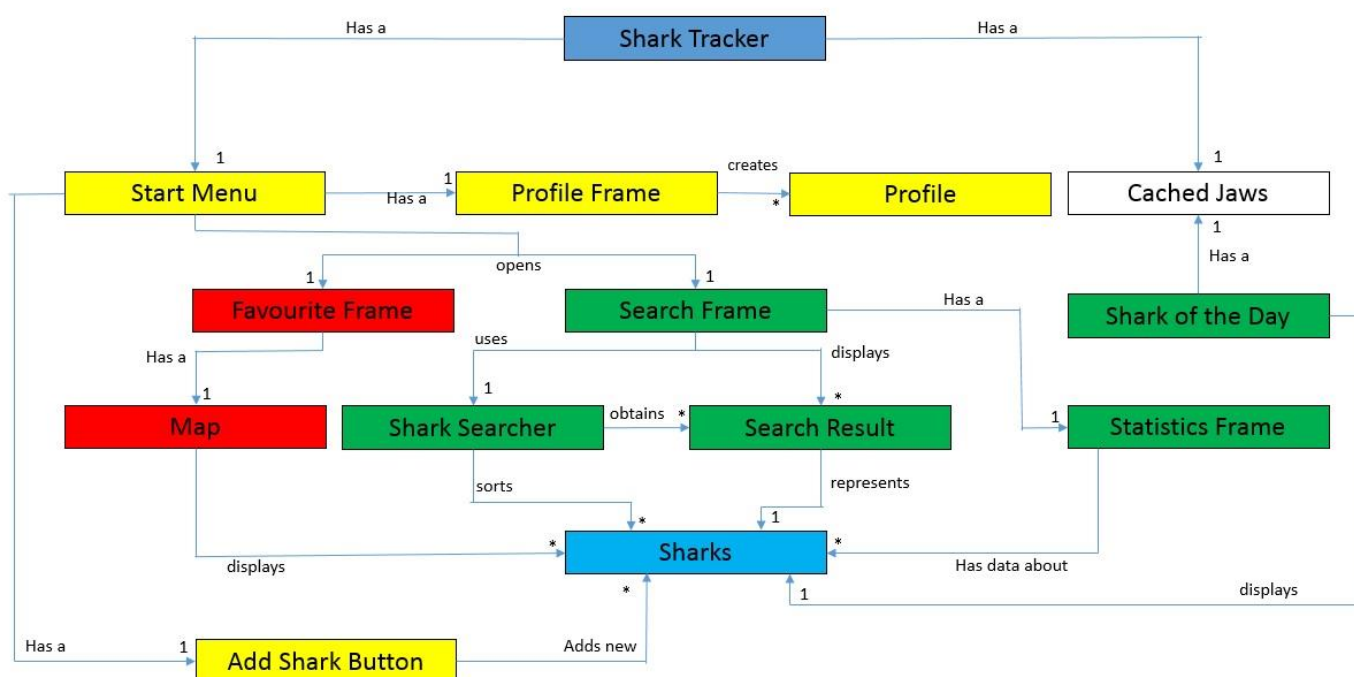 Has a
Shark Tracker
Has a
1
1
Start Menu
Has a
1
Profile Frame
creates
*
Profile
Cached Jaws
1
Has a
opens
1
1
Favourite Frame
Search Frame
Has a
Shark of the Day
Has a
uses
displays
1
1
*
1
Map
Shark Searcher
obtains
*
Search Result
Statistics Frame
sorts
represents
*
1
displays
*
Sharks
*
Has data about
*
1
displays
Has a
1
Add Shark Button
Adds new